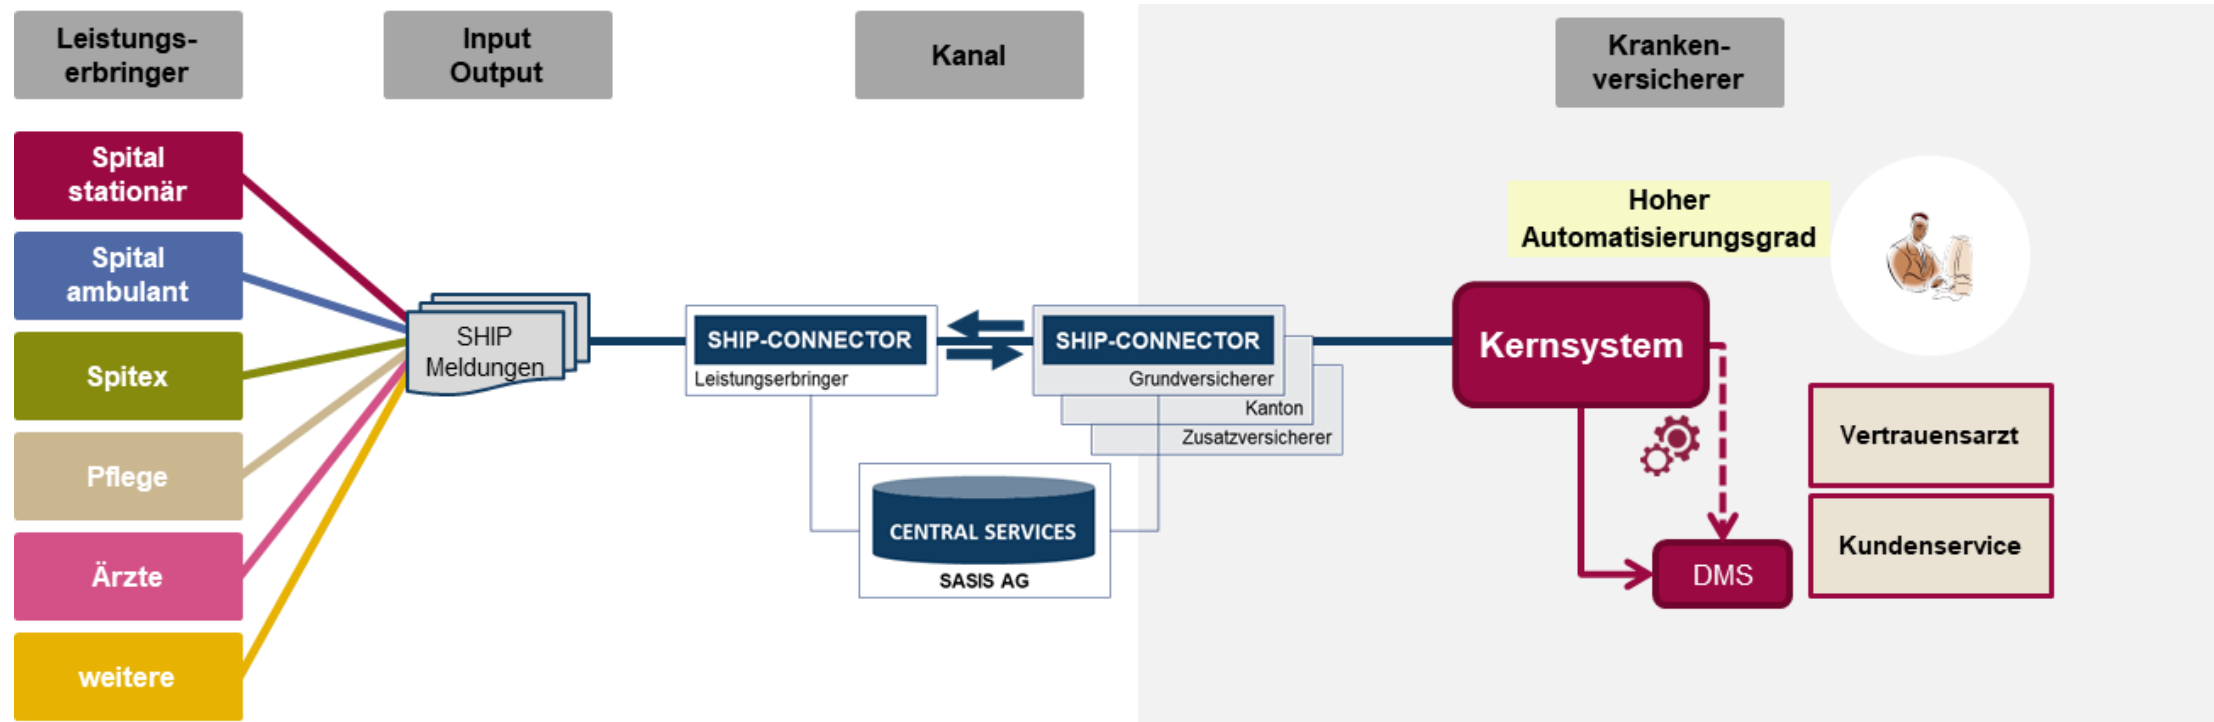 Leistungs-
erbringer
Input
Output
Kanal
Kranken-
versicherer
Spital
stationär
Spital
ambulant
Spitex
Pflege
Ärzte
weitere
SHIP
Meldungen
SHIP-CONNECTOR
Leistungserbringer
SHIP-CONNECTOR
Grundversicherer
Kanton
Zusatzversicherer
CENTRAL SERVICES
SASIS AG
Hoher
Automatisierungsgrad
Kernsystem
DMS
Vertrauensarzt
Kundenservice